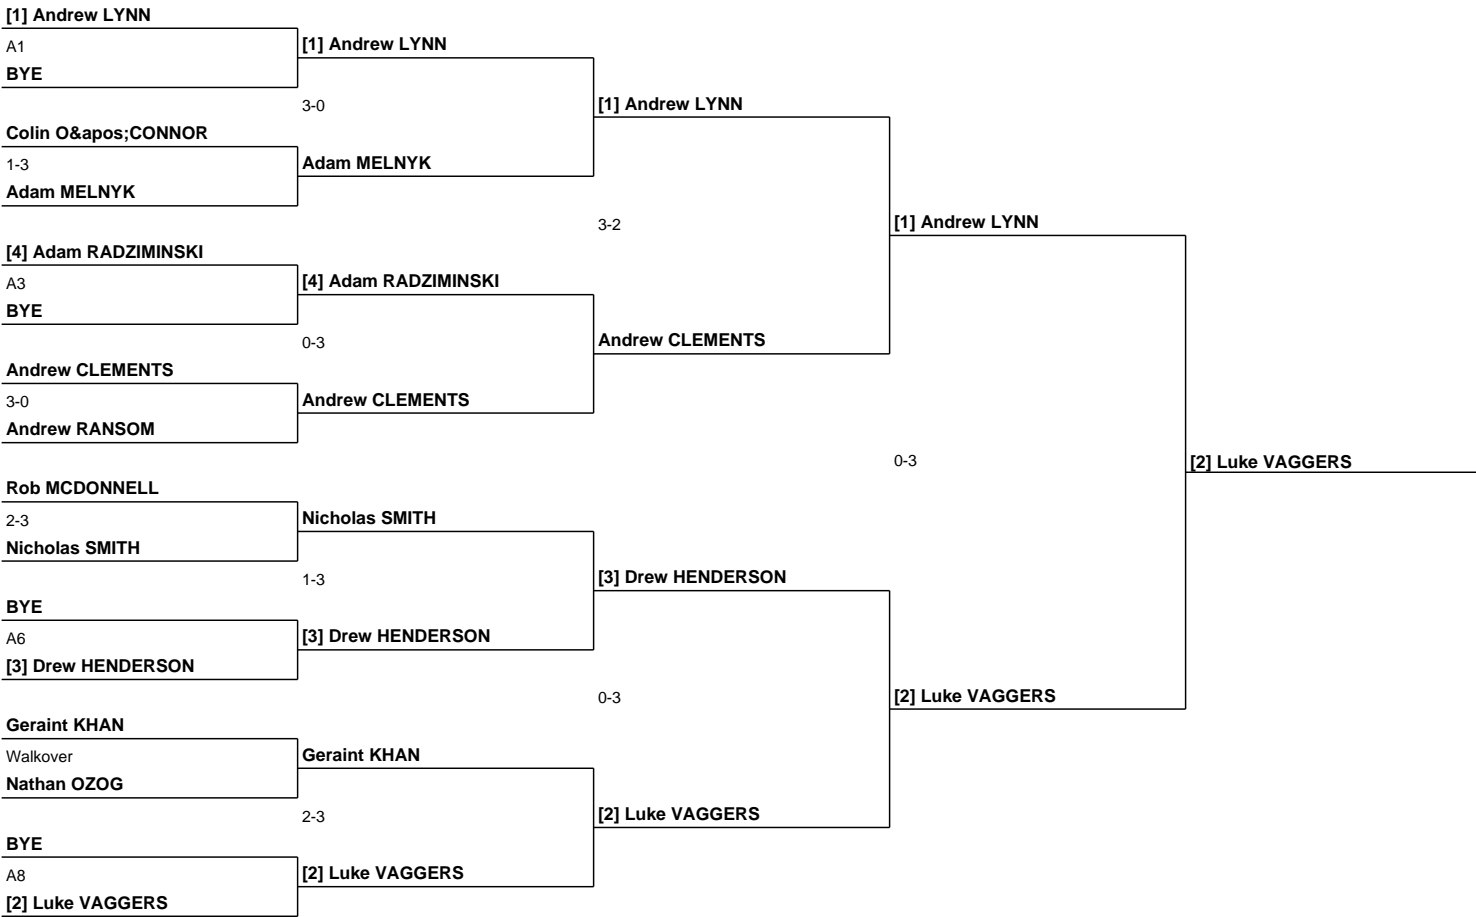 [1] Andrew LYNN
A1
BYE
Colin O&apos;CONNOR
1-3
Adam MELNYK
[4] Adam RADZIMINSKI
A3
BYE
Andrew CLEMENTS
3-0
Andrew RANSOM
Rob MCDONNELL
2-3
Nicholas SMITH
BYE
A6
[3] Drew HENDERSON
Geraint KHAN
Walkover
Nathan OZOG
BYE
A8
[2] Luke VAGGERS
[1] Andrew LYNN
3-0
Adam MELNYK
[4] Adam RADZIMINSKI
0-3
Andrew CLEMENTS
Nicholas SMITH
1-3
[3] Drew HENDERSON
Geraint KHAN
2-3
[2] Luke VAGGERS
[1] Andrew LYNN
3-2
Andrew CLEMENTS
[3] Drew HENDERSON
0-3
[2] Luke VAGGERS
[1] Andrew LYNN
0-3
[2] Luke VAGGERS
[2] Luke VAGGERS